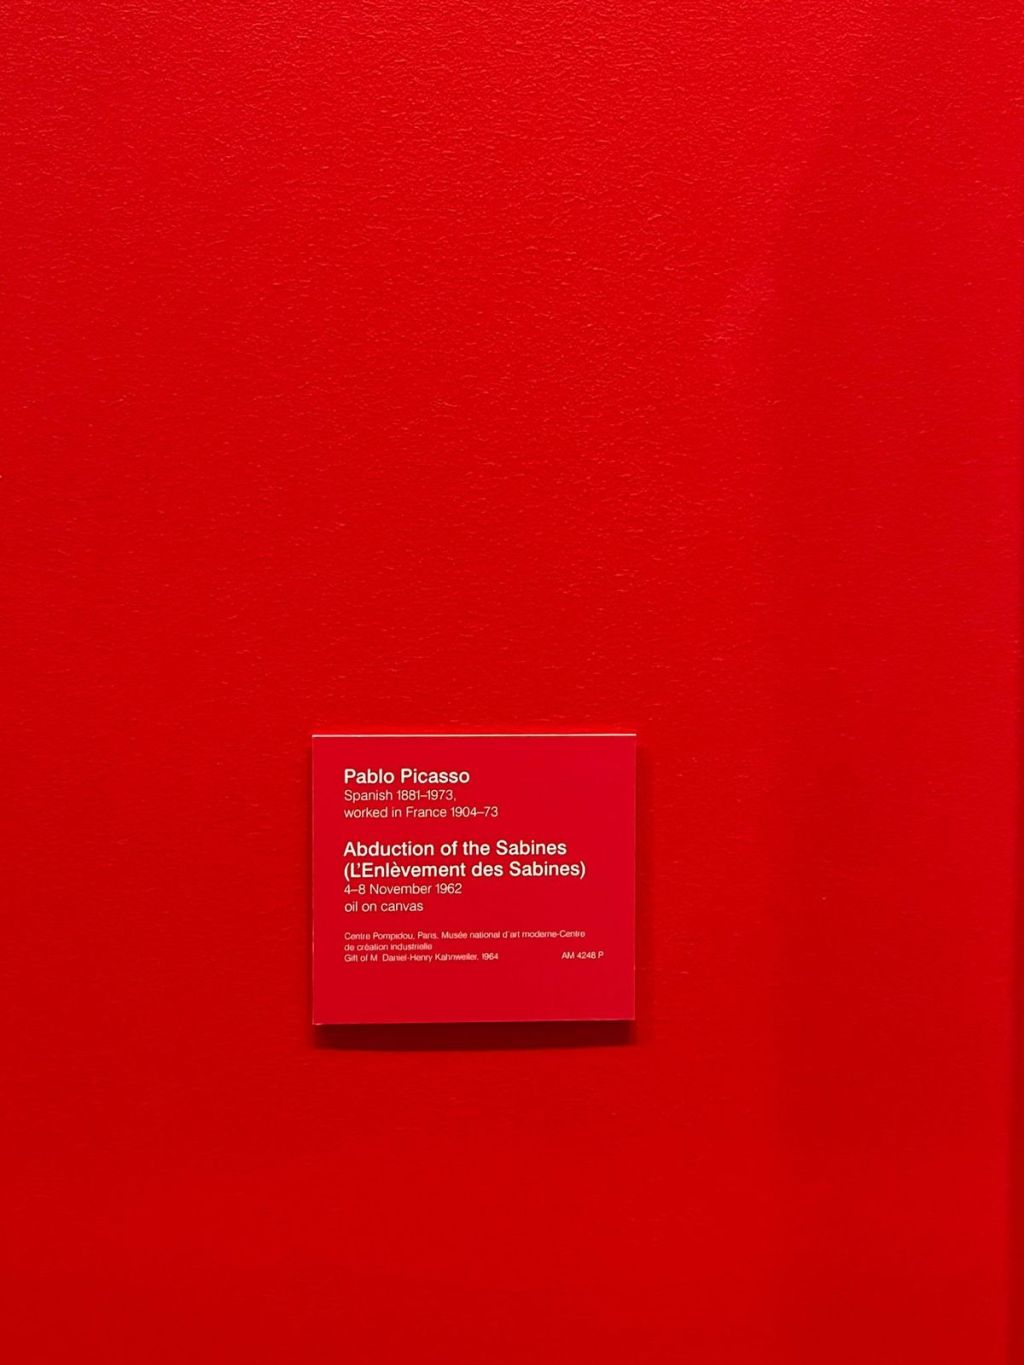 Pablo Picasso
Spanish 1881–1973,
worked in France 1904–73
Abduction of the Sabines
(L'Enlèvement des Sabines)
4–8 November 1962
oil on canvas
Centre Pompidou, Paris, Musée national d'art moderne-Centre
de création industrielle
Gift of M. Daniel-Henry Kahnweiler, 1964 AM 4248 P